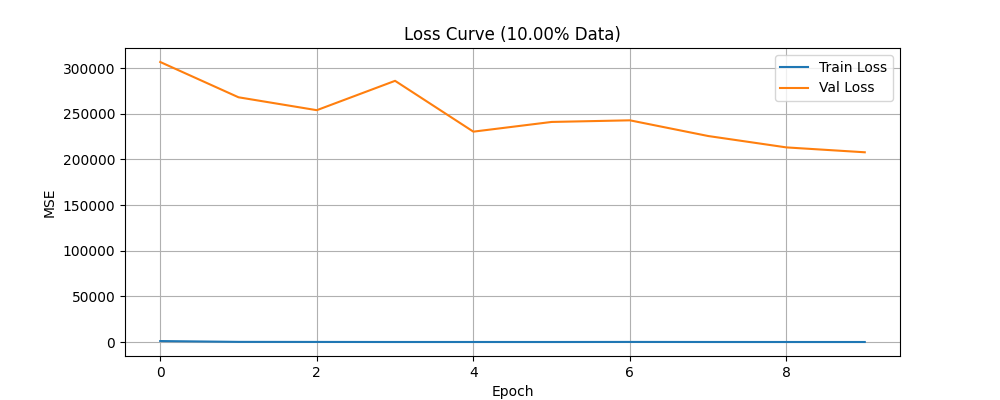 Loss Curve (10.00% Data)
Train Loss
Val Loss
300000
250000
200000
150000
100000
50000
0
MSE
0 2 4 6 8
Epoch